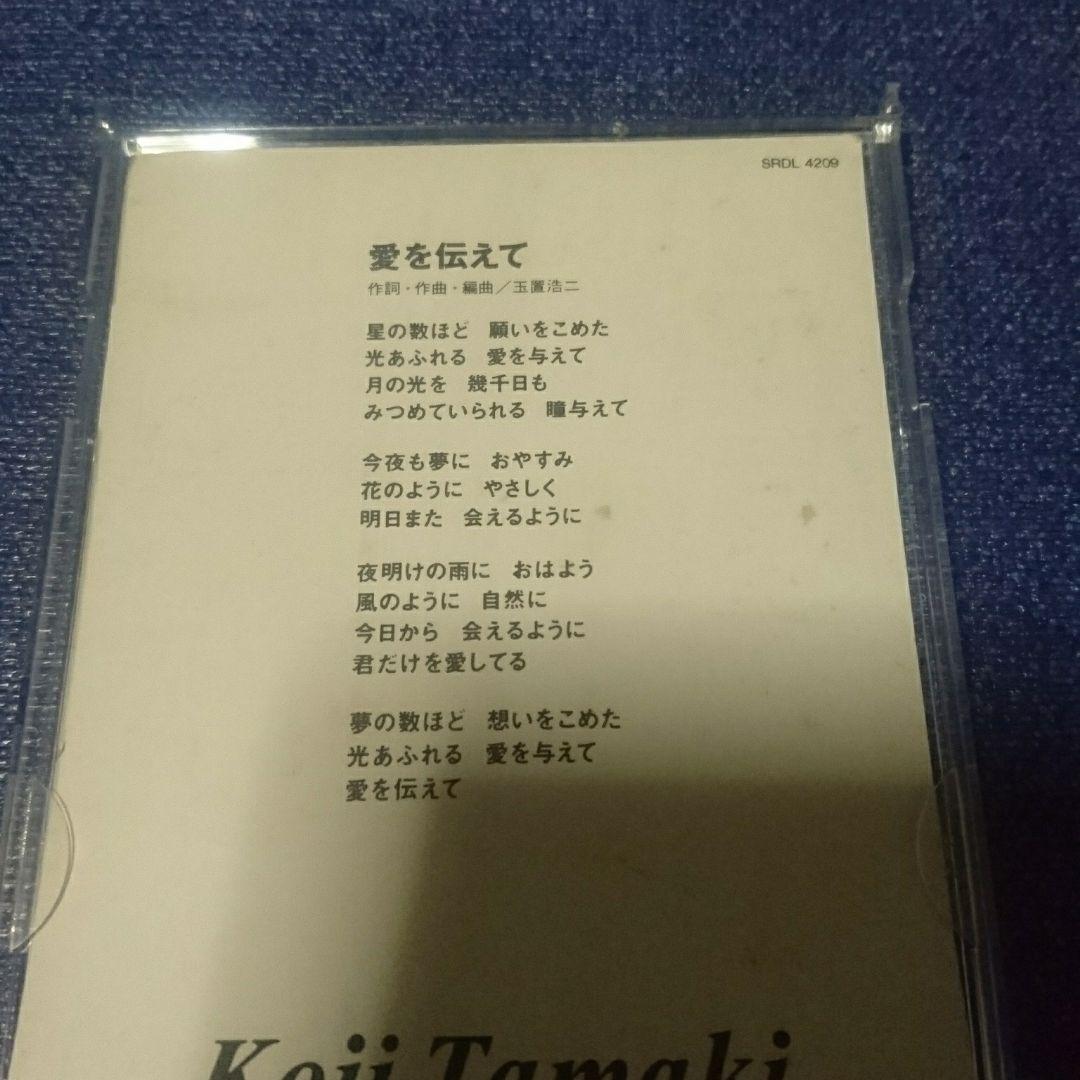 SRDL 4209
愛を伝えて
作詞・作曲・編曲／玉置浩二
星の数ほど　願いをこめた
光あふれる　愛を与えて
月の光を　幾千日も
みつめていられる　瞳与えて
今夜も夢に　おやすみ
花のように　やさしく
明日また　会えるように
夜明けの雨に　おはよう
風のように　自然に
今日から　会えるように
君だけを愛してる
夢の数ほど　想いをこめた
光あふれる　愛を与えて
愛を伝えて
Koji Tamaki